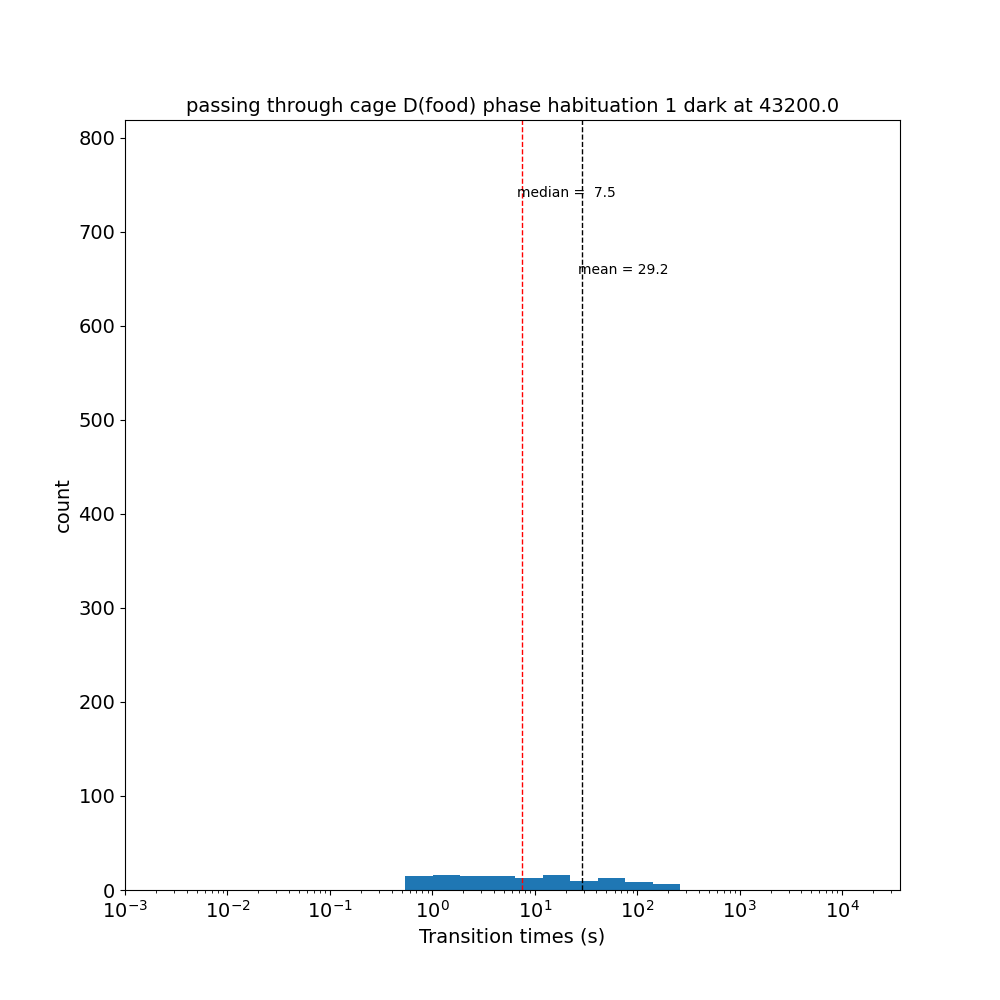 passing through cage D(food) phase habituation 1 dark at 43200.0
800
median =  7.5
700
mean = 29.2
600
500
count
400
300
200
100
0
10⁻³ 10⁻² 10⁻¹ 10⁰ 10¹ 10² 10³ 10⁴
Transition times (s)